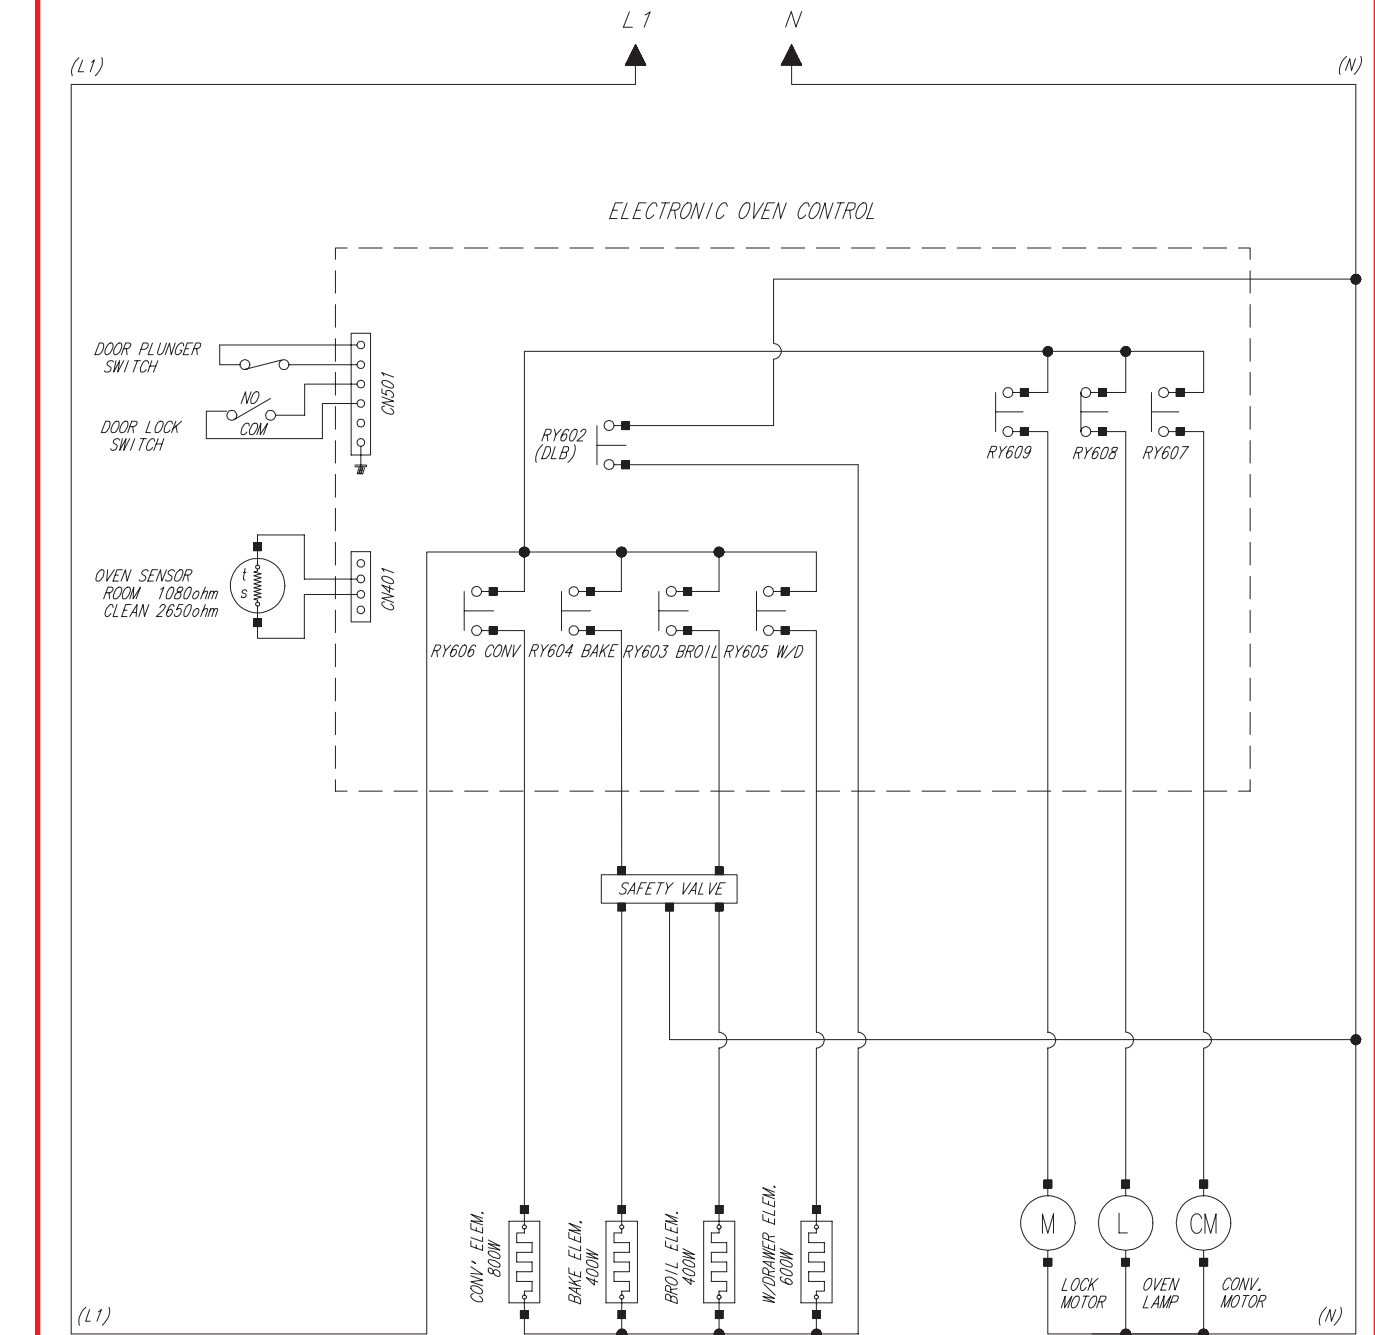 L1 N
(L1) (N)
ELECTRONIC OVEN CONTROL
DOOR PLUNGER
SWITCH
CN501
NO
COM
DOOR LOCK
SWITCH
RY602
(DLB)
RY609 RY608 RY607
OVEN SENSOR
ROOM 1080ohm
CLEAN 2650ohm
t
s
CN401
RY606 CONV RY604 BAKE RY603 BROIL RY605 W/D
SAFETY VALVE
CONV' ELEM.
800W
BAKE ELEM.
400W
BROIL ELEM.
400W
W/DRAWER ELEM.
600W
M L CM
LOCK
MOTOR
OVEN
LAMP
CONV.
MOTOR
(L1) (N)